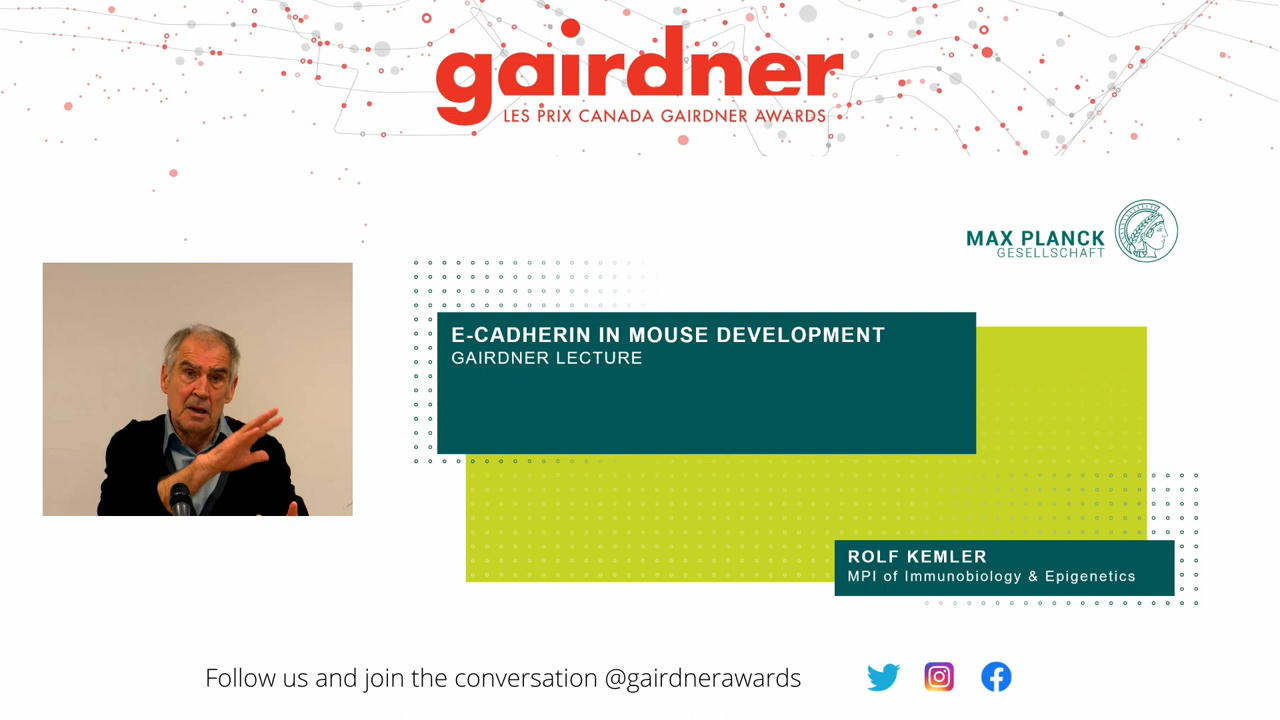 gairdner
LES PRIX CANADA GAIRDNER AWARDS
MAX PLANCK
GESELLSCHAFT
E-CADHERIN IN MOUSE DEVELOPMENT
GAIRDNER LECTURE
ROLF KEMLER
MPI of Immunobiology & Epigenetics
Follow us and join the conversation @gairdnerawards